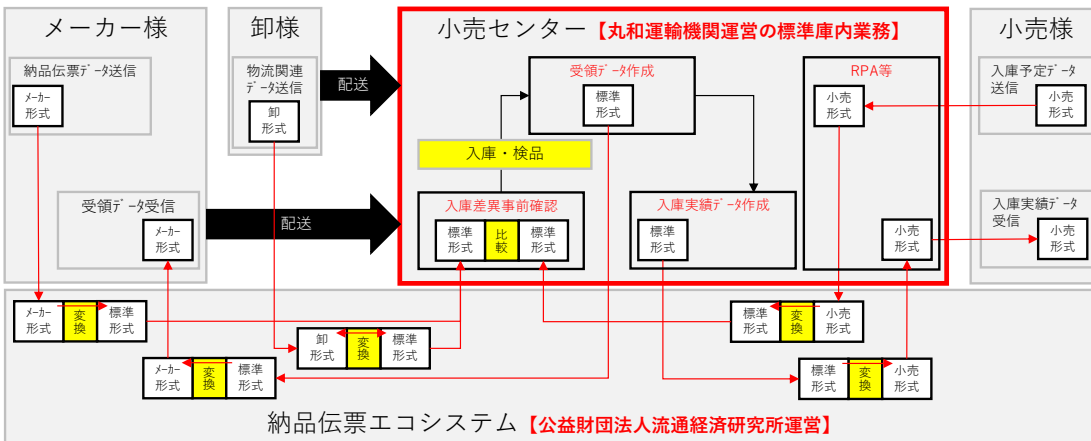 メーカー様
納品伝票ﾃﾞｰﾀ送信
ﾒｰｶｰ
形式
受領ﾃﾞｰﾀ受信
ﾒｰｶｰ
形式
卸様
物流関連
ﾃﾞｰﾀ送信
卸
形式
配送
配送
小売センター【丸和運輸機関運営の標準庫内業務】
受領ﾃﾞｰﾀ作成
標準
形式
入庫・検品
入庫差異事前確認
標準
形式
比
較
標準
形式
入庫実績ﾃﾞｰﾀ作成
標準
形式
RPA等
小売
形式
小売
形式
小売様
入庫予定ﾃﾞｰﾀ
送信
小売
形式
入庫実績ﾃﾞｰﾀ
受信
小売
形式
ﾒｰｶｰ
形式
変
換
標準
形式
ﾒｰｶｰ
形式
変
換
標準
形式
卸
形式
変
換
標準
形式
標準
形式
変
換
小売
形式
標準
形式
変
換
小売
形式
納品伝票エコシステム【公益財団法人流通経済研究所運営】